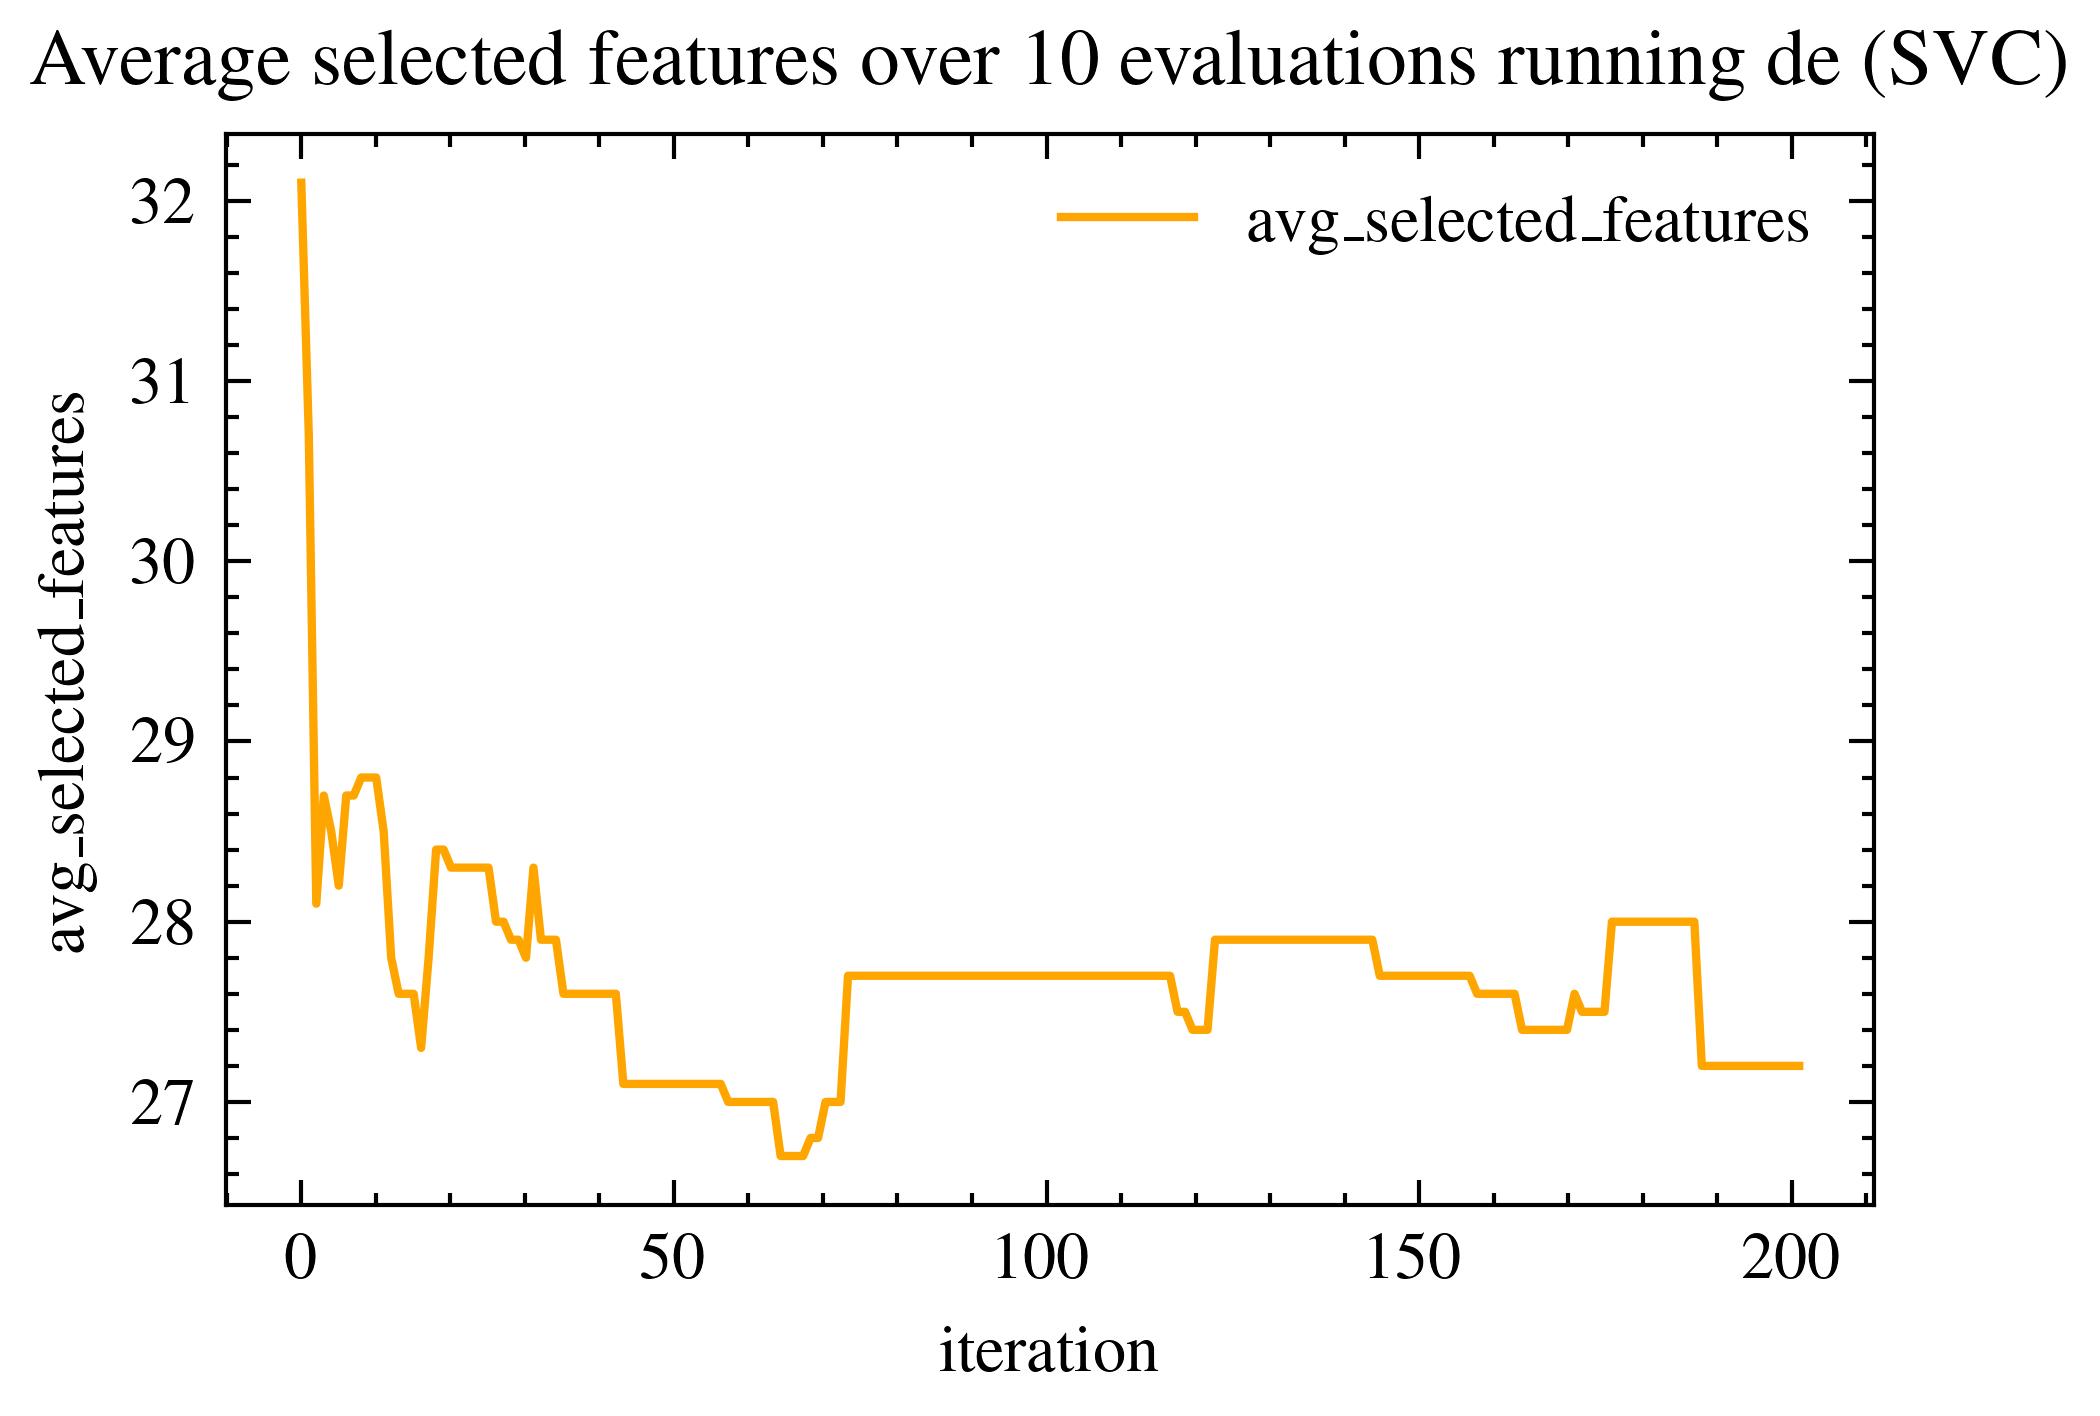 Average selected features over 10 evaluations running de (SVC)
avg_selected_features
32
31
30
29
28
27
avg_selected_features
0 50 100 150 200
iteration